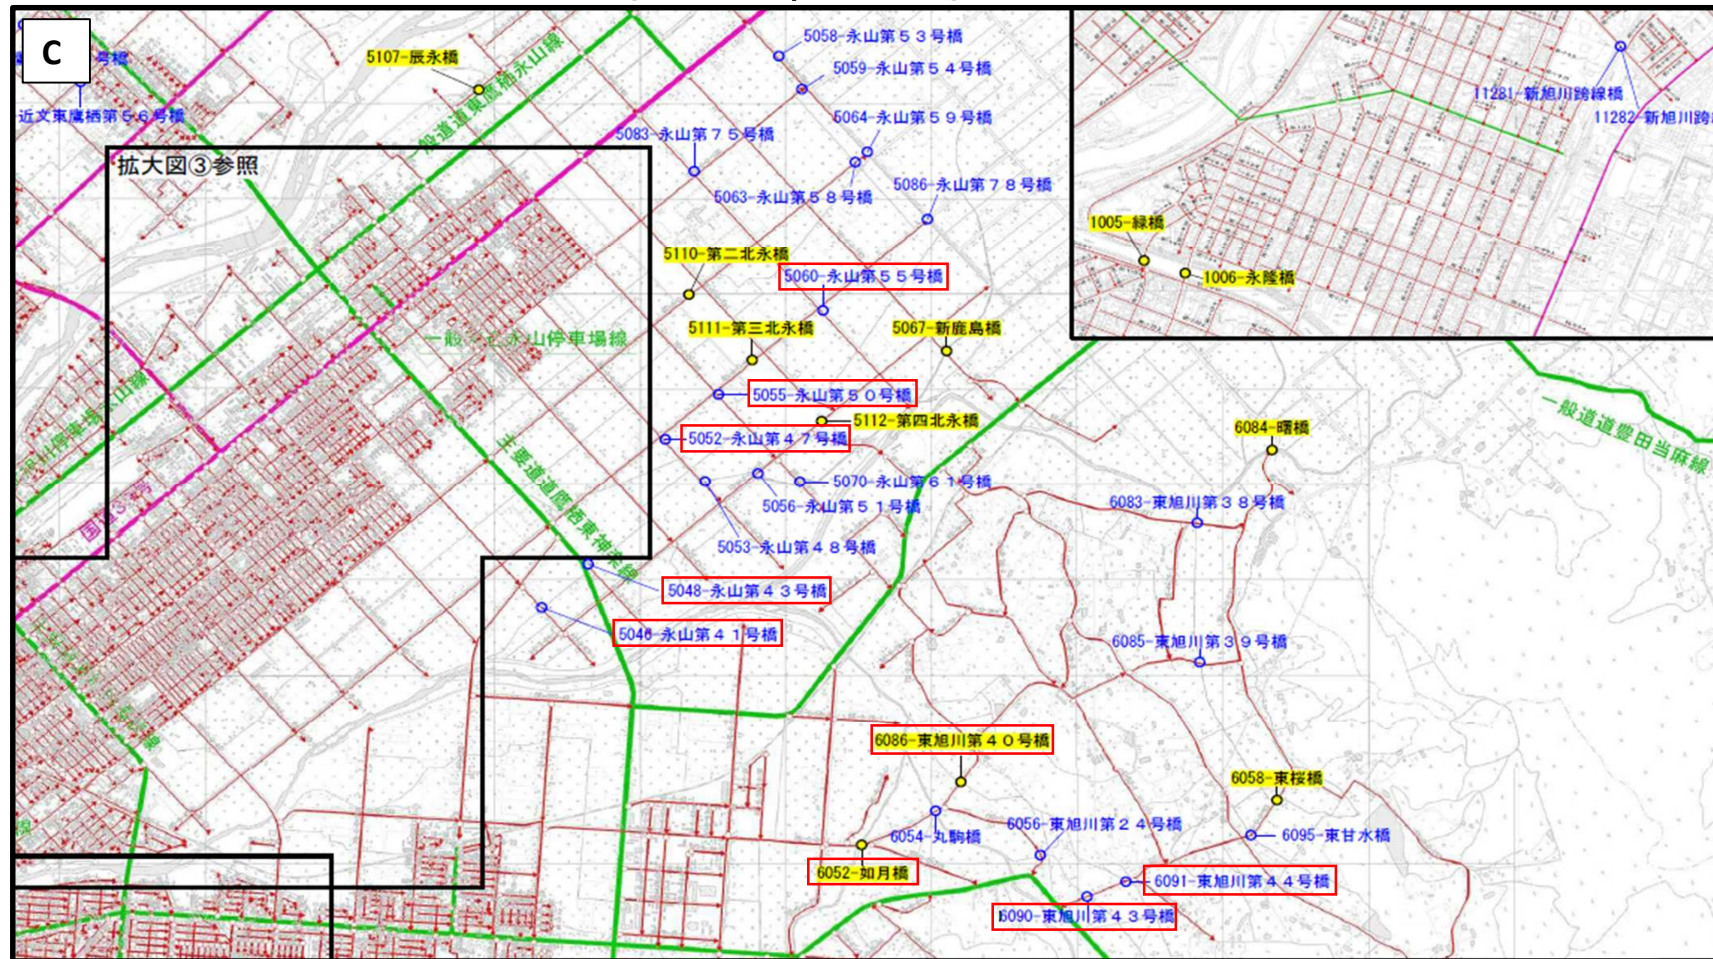 C
号橋
近文東鷹栖第５６号橋
5107-辰永橋
一般道道東鷹栖永山線
5058-永山第５３号橋
5059-永山第５４号橋
5064-永山第５９号橋
5083-永山第７５号橋
5063-永山第５８号橋
5086-永山第７８号橋
11281-新旭川跨線橋
11282-新旭川跨
1005-緑橋
1006-永隆橋
拡大図③参照
5110-第二北永橋
5060-永山第５５号橋
5111-第三北永橋
5067-新鹿島橋
永山停車場線
5055-永山第５０号橋
5112-第四北永橋
5052-永山第４７号橋
5070-永山第６１号橋
5056-永山第５１号橋
5053-永山第４８号橋
主要道道鷹栖東神楽線
一般道道豊田当麻線
6084-曙橋
6083-東旭川第３８号橋
5048-永山第４３号橋
5046-永山第４１号橋
6085-東旭川第３９号橋
6086-東旭川第４０号橋
6058-東桜橋
6054-丸駒橋
6056-東旭川第２４号橋
6095-東甘水橋
6052-如月橋
6091-東旭川第４４号橋
6090-東旭川第４３号橋